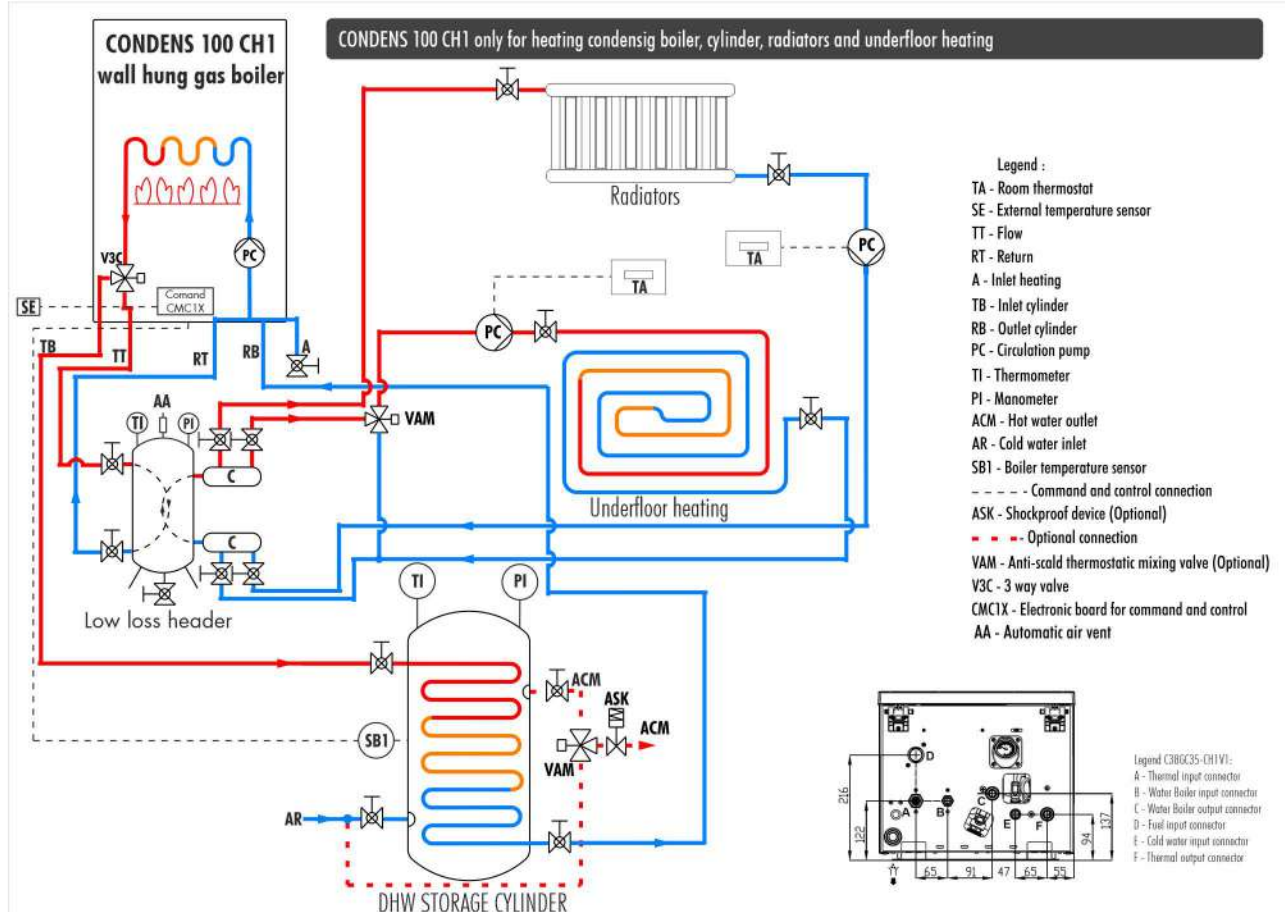 CONDENS 100 CH1
wall hung gas boiler
CONDENS 100 CH1 only for heating condensig boiler, cylinder, radiators and underfloor heating
PC
V3C
Comand
CMC1X
SE
TB
TT
RT
RB
A
Radiators
TA
PC
TA
PC
VAM
AA
TI
PI
C
C
Low loss header
Underfloor heating
TI
PI
ACM
ASK
ACM
VAM
SB1
AR
DHW STORAGE CYLINDER
Legend :
TA - Room thermostat
SE - External temperature sensor
TT - Flow
RT - Return
A - Inlet heating
TB - Inlet cylinder
RB - Outlet cylinder
PC - Circulation pump
TI - Thermometer
PI - Manometer
ACM - Hot water outlet
AR - Cold water inlet
SB1 - Boiler temperature sensor
- Command and control connection
ASK - Shockproof device (Optional)
- Optional connection
VAM - Anti-scald thermostatic mixing valve (Optional)
V3C - 3 way valve
CMC1X - Electronic board for command and control
AA - Automatic air vent
D
A
B
C
E
F
216
122
137
94
65
91
47
65
55
Legend C38GC35-CH1V1:
A - Thermal input connector
B - Water Boiler input connector
C - Water Boiler output connector
D - Fuel input connector
E - Cold water input connector
F - Thermal output connector